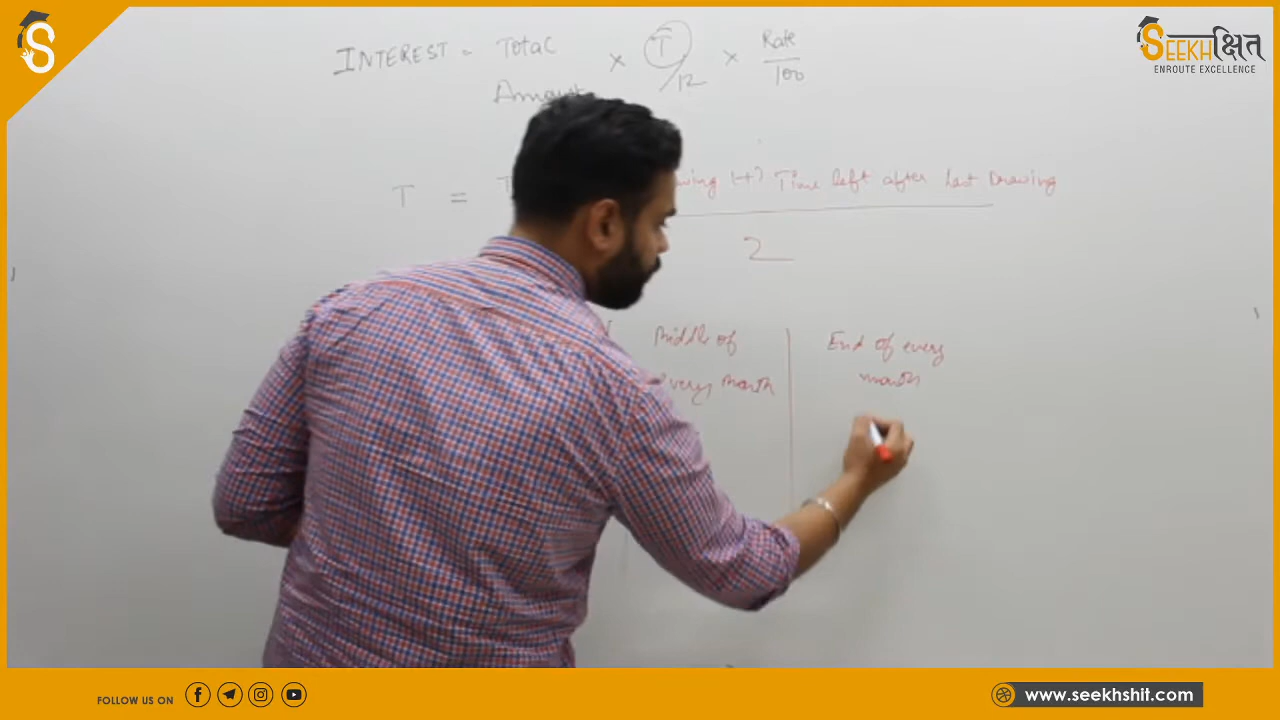 S
SEEKHक्षित
ENROUTE EXCELLENCE
INTEREST = Total Amount × T/12 × Rate/100
T = T wing (+) Time left after last Drawing
2
Middle of
every month
End of every
month
FOLLOW US ON
www.seekhshit.com